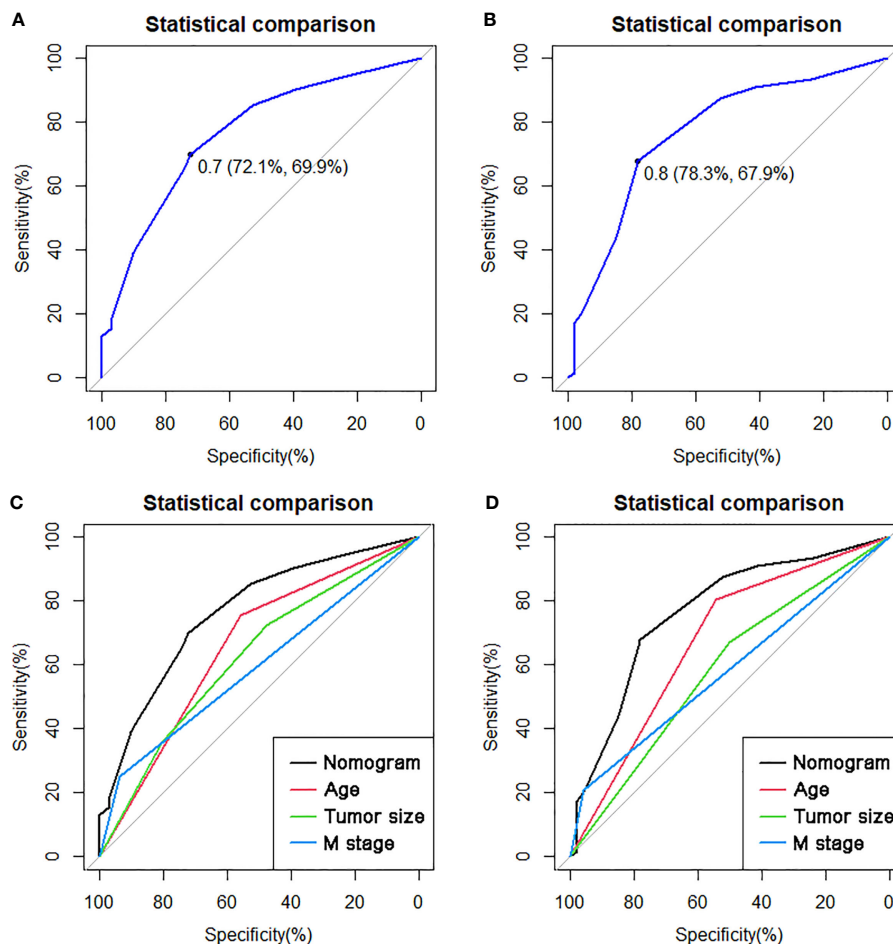 A
Statistical comparison
100
80
60
40
20
0
Sensitivity(%)
0.7 (72.1%, 69.9%)
100 80 60 40 20 0
Specificity(%)
B
Statistical comparison
100
80
60
40
20
0
Sensitivity(%)
0.8 (78.3%, 67.9%)
100 80 60 40 20 0
Specificity(%)
C
Statistical comparison
100
80
60
40
20
0
Sensitivity(%)
Nomogram
Age
Tumor size
M stage
100 80 60 40 20 0
Specificity(%)
D
Statistical comparison
100
80
60
40
20
0
Sensitivity(%)
Nomogram
Age
Tumor size
M stage
100 80 60 40 20 0
Specificity(%)